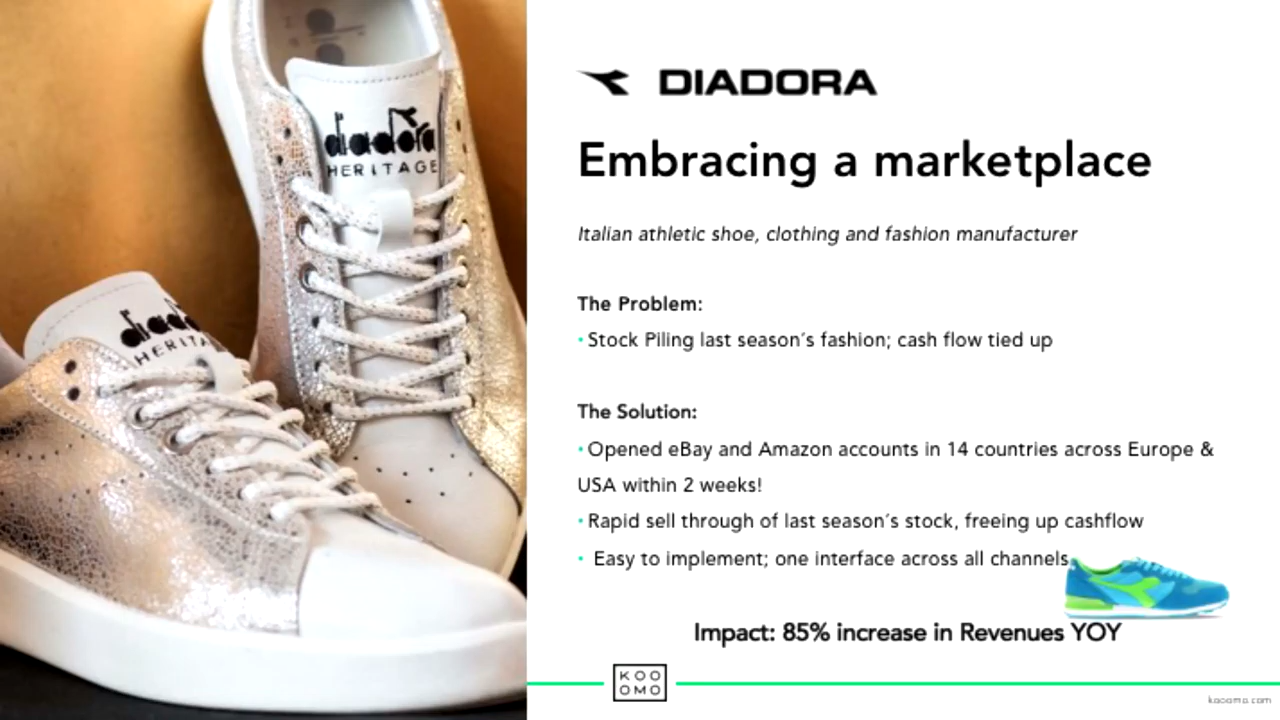 diadora
HERITAGE
DIADORA
Embracing a marketplace
Italian athletic shoe, clothing and fashion manufacturer
The Problem:
· Stock Piling last season´s fashion; cash flow tied up
The Solution:
· Opened eBay and Amazon accounts in 14 countries across Europe &
USA within 2 weeks!
· Rapid sell through of last season´s stock, freeing up cashflow
· Easy to implement; one interface across all channels
Impact: 85% increase in Revenues YOY
KOO
OMO
kooomo.com